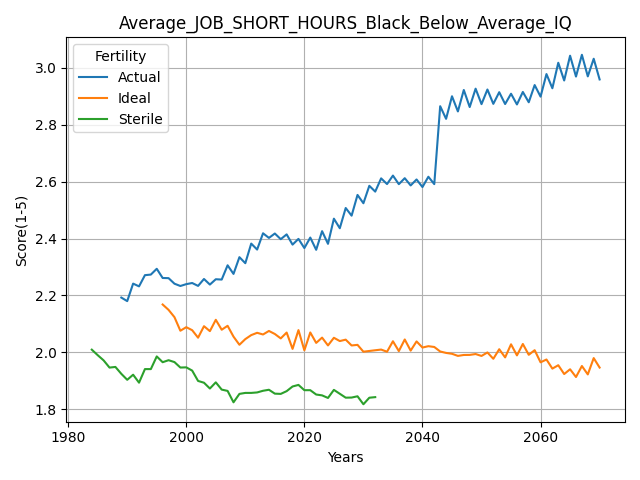 Average_JOB_SHORT_HOURS_Black_Below_Average_IQ
Fertility
Actual
Ideal
Sterile
Score(1-5)
3.0
2.8
2.6
2.4
2.2
2.0
1.8
1980
2000
2020
2040
2060
Years